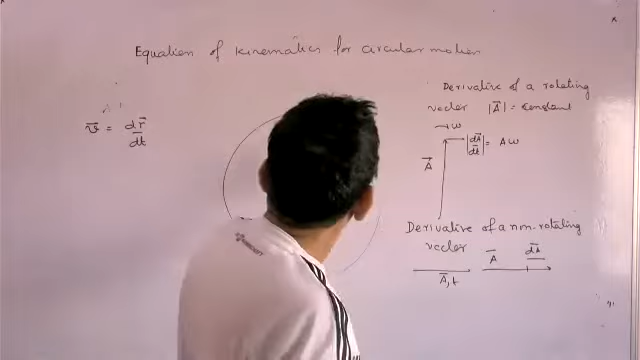 Equation of kinematics for circular motion
v⃗ = dr⃗/dt
Derivative of a rotating
vector |A⃗| = constant
ω
A⃗ |dA⃗/dt| = Aω
Derivative of a non-rotating
vector
A⃗ dA⃗
A⃗, t